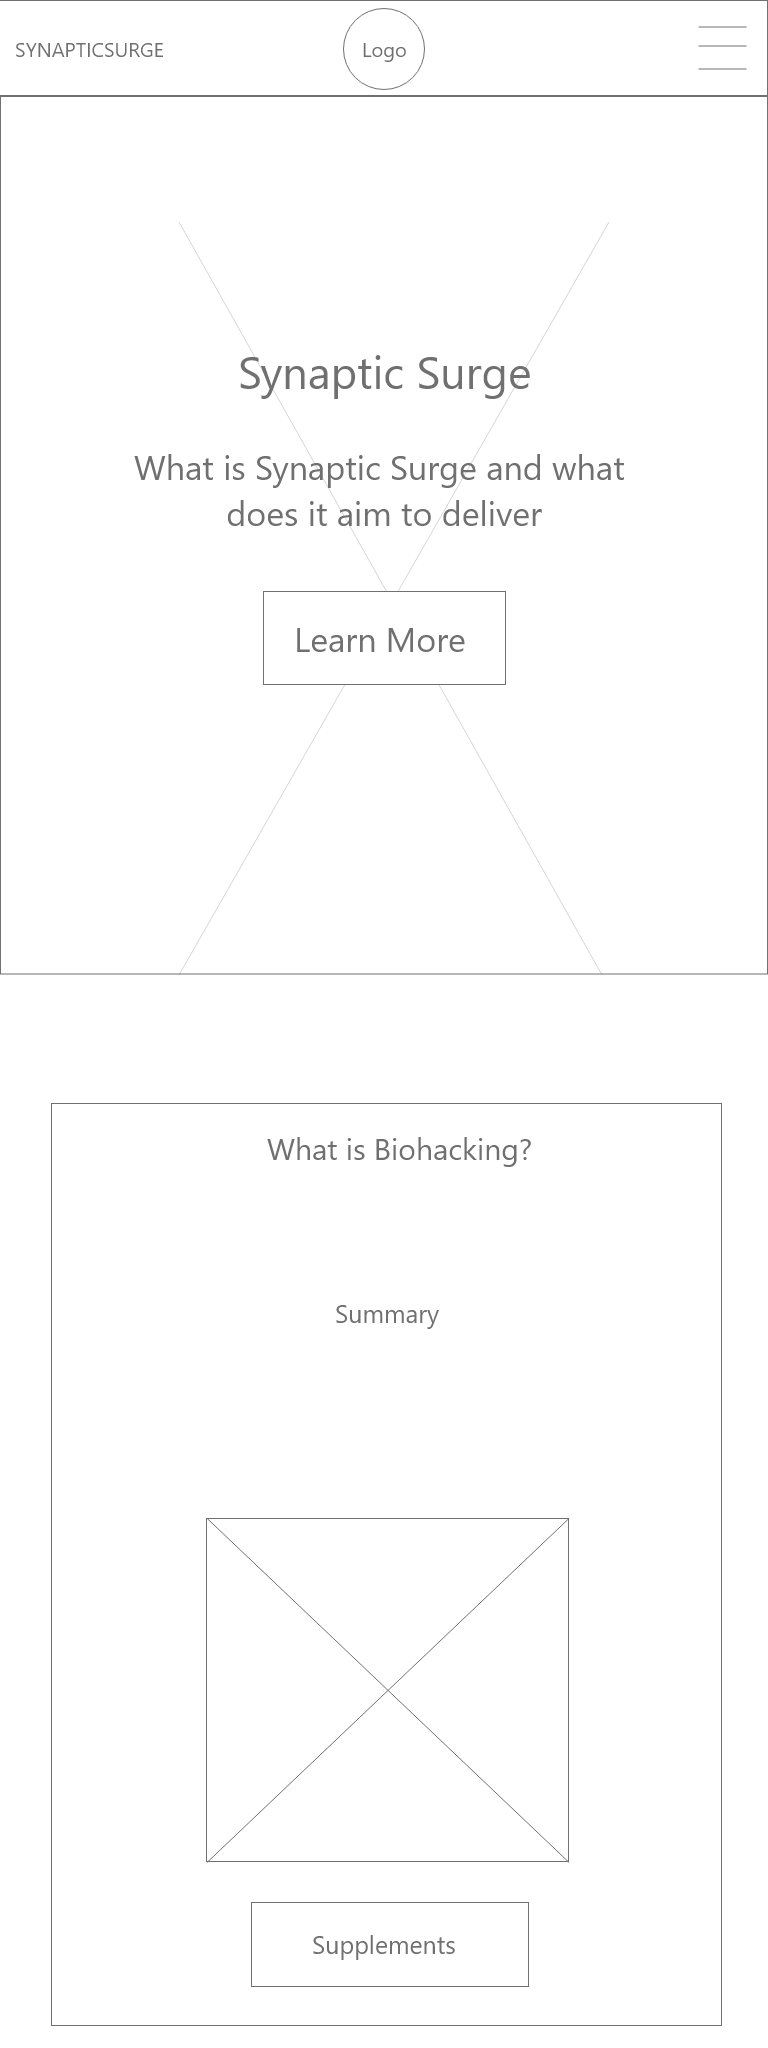 SYNAPTICSURGE
Logo
Synaptic Surge
What is Synaptic Surge and what
does it aim to deliver
Learn More
What is Biohacking?
Summary
Supplements